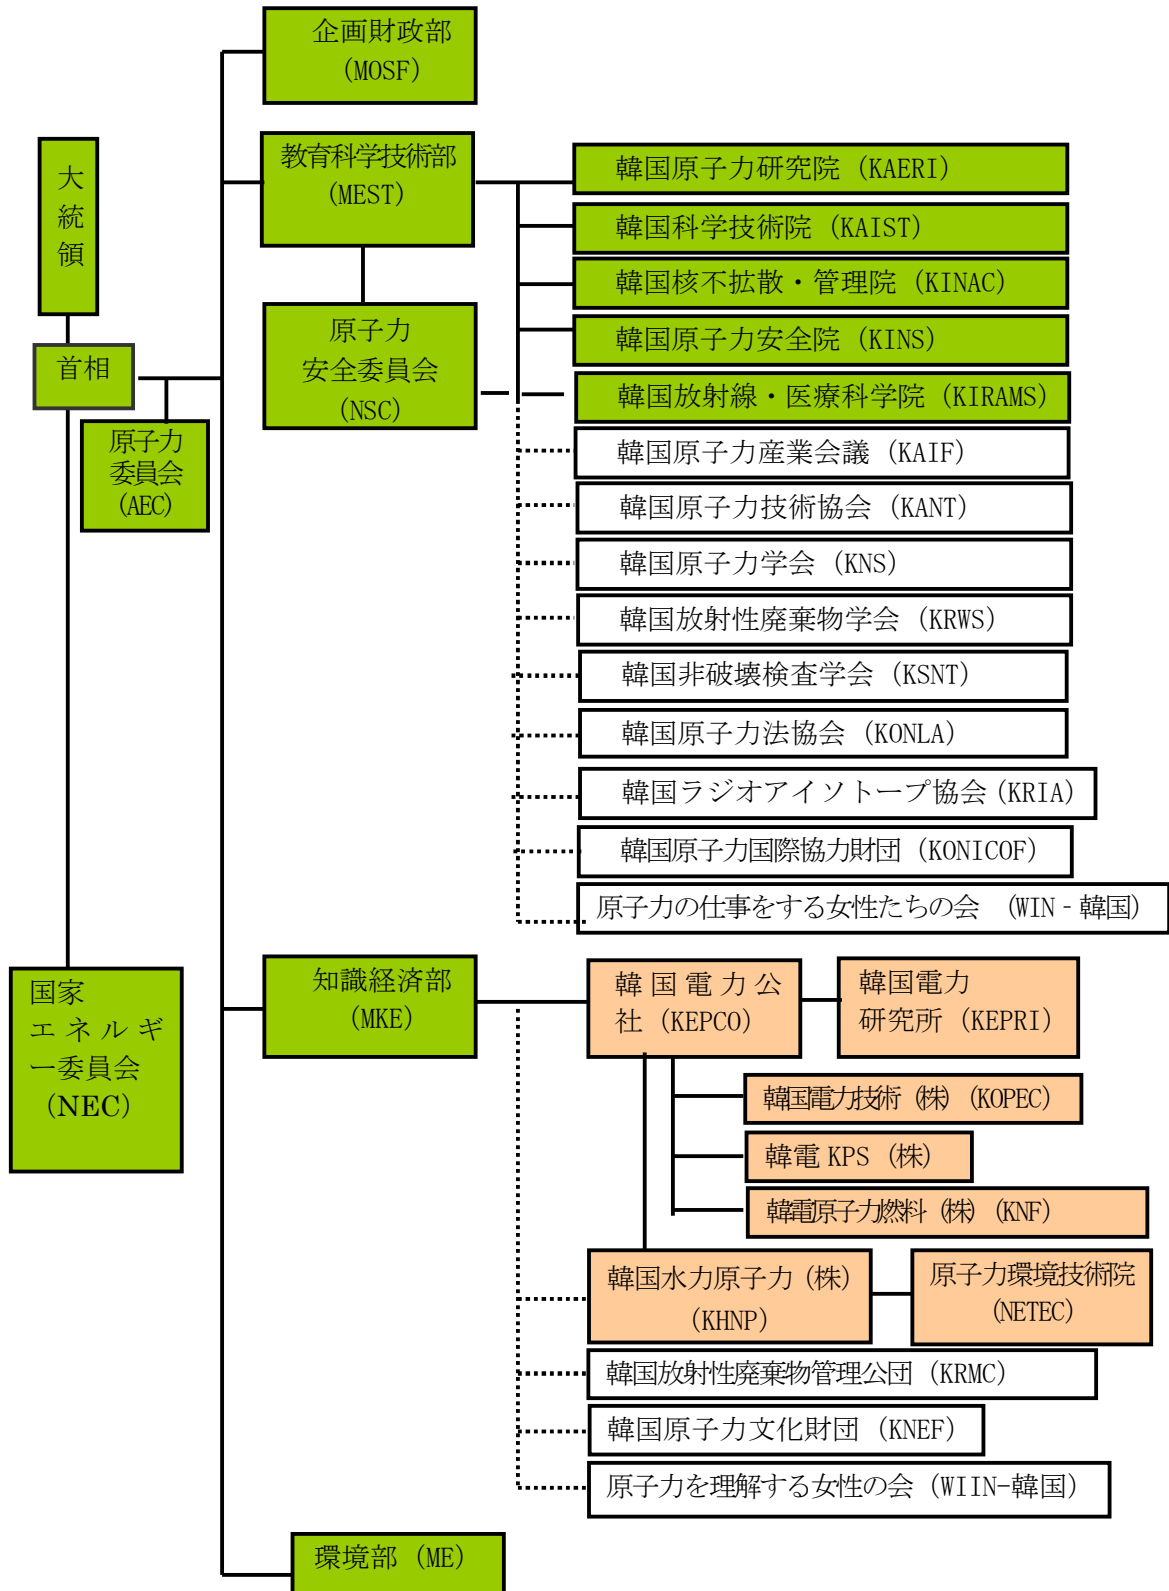 企画財政部
(MOSF)
大
統
領
教育科学技術部
(MEST)
韓国原子力研究院 (KAERI)
韓国科学技術院 (KAIST)
韓国核不拡散・管理院 (KINAC)
原子力
安全委員会
(NSC)
韓国原子力安全院 (KINS)
首相
韓国放射線・医療科学院 (KIRAMS)
原子力
委員会
(AEC)
韓国原子力産業会議 (KAIF)
韓国原子力技術協会 (KANT)
韓国原子力学会 (KNS)
韓国放射性廃棄物学会 (KRWS)
韓国非破壊検査学会 (KSNT)
韓国原子力法協会 (KONLA)
韓国ラジオアイソトープ協会 (KRIA)
韓国原子力国際協力財団 (KONICOF)
原子力の仕事をする女性たちの会 (WIN‐韓国)
国家
エネルギ
ー委員会
(NEC)
知識経済部
(MKE)
韓国電力公
社 (KEPCO)
韓国電力
研究所 (KEPRI)
韓国電力技術 (株) (KOPEC)
韓電 KPS (株)
韓電原子力燃料 (株) (KNF)
韓国水力原子力 (株)
(KHNP)
原子力環境技術院
(NETEC)
韓国放射性廃棄物管理公団 (KRMC)
韓国原子力文化財団 (KNEF)
原子力を理解する女性の会 (WIIN-韓国)
環境部 (ME)